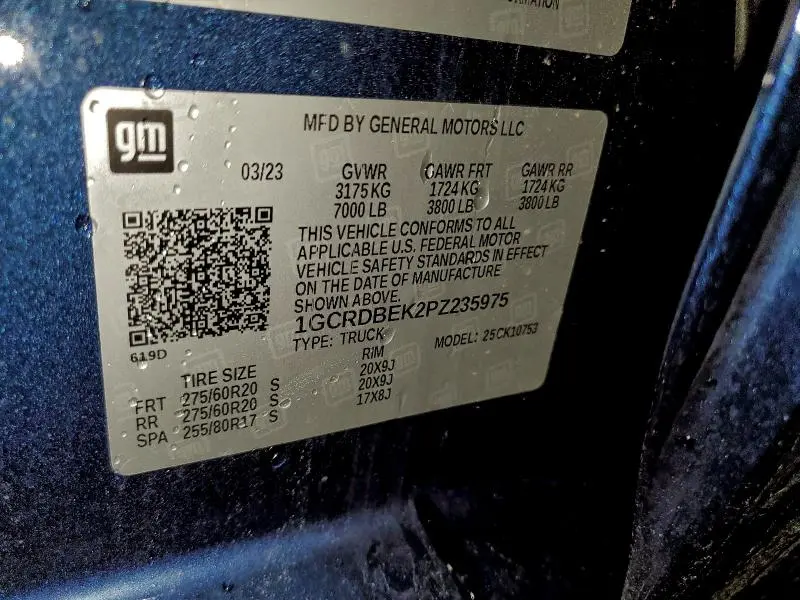 FORMATION
gm
MFD BY GENERAL MOTORS LLC
03/23 GVWR GAWR FRT GAWR RR
3175 KG 1724 KG 1724 KG
7000 LB 3800 LB 3800 LB
THIS VEHICLE CONFORMS TO ALL
APPLICABLE U.S. FEDERAL MOTOR
VEHICLE SAFETY STANDARDS IN EFFECT
ON THE DATE OF MANUFACTURE
SHOWN ABOVE.
1GCRDBEK2PZ235975
TYPE: TRUCK MODEL: 25CK10753
619D
TIRE SIZE RIM
FRT 275/60R20 S 20X9J
RR 275/60R20 S 20X9J
SPA 255/80R17 S 17X8J